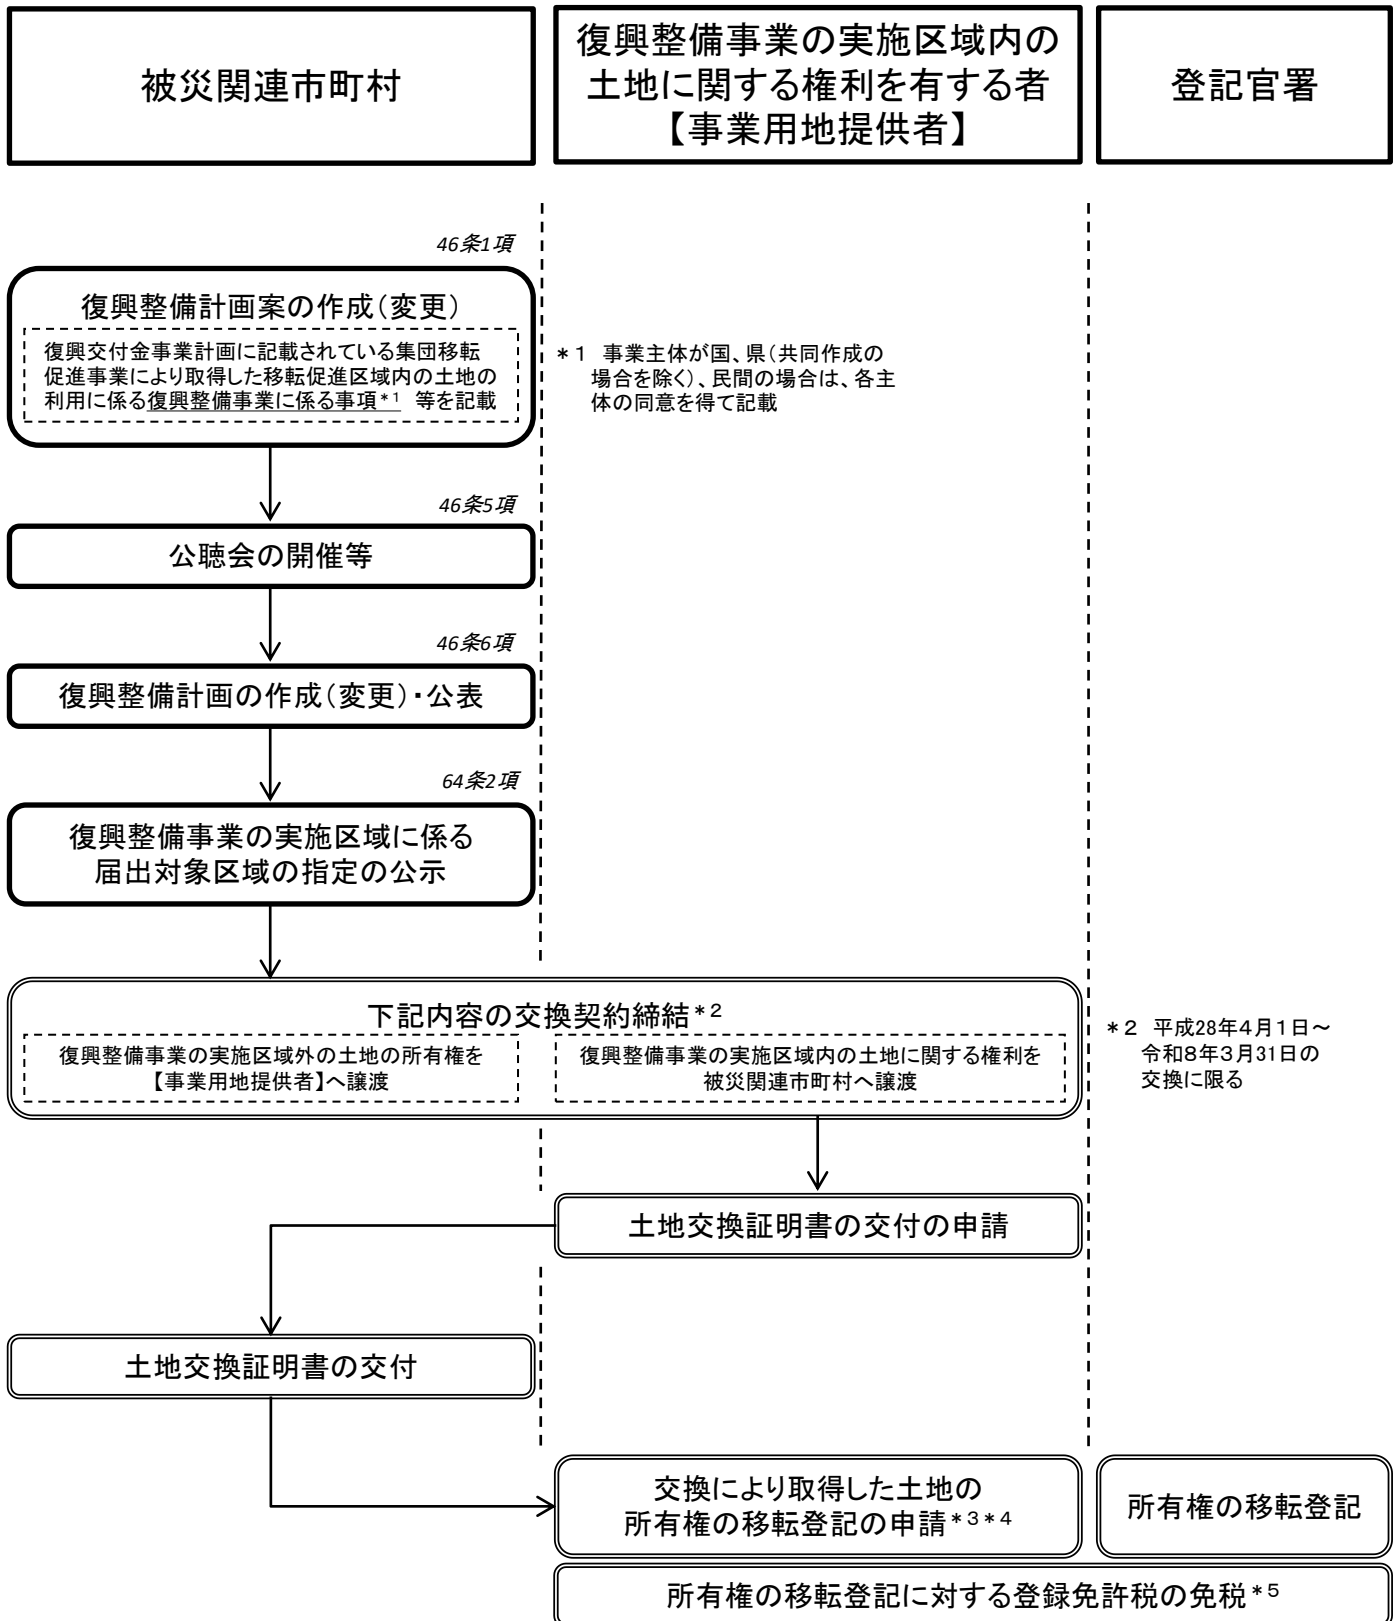 被災関連市町村
復興整備事業の実施区域内の
土地に関する権利を有する者
【事業用地提供者】
登記官署
46条1項
復興整備計画案の作成(変更)
復興交付金事業計画に記載されている集団移転
促進事業により取得した移転促進区域内の土地の
利用に係る復興整備事業に係る事項*1 等を記載
*1 事業主体が国、県(共同作成の
場合を除く)、民間の場合は、各主
体の同意を得て記載
46条5項
公聴会の開催等
46条6項
復興整備計画の作成(変更)・公表
64条2項
復興整備事業の実施区域に係る
届出対象区域の指定の公示
下記内容の交換契約締結*2
復興整備事業の実施区域外の土地の所有権を
【事業用地提供者】へ譲渡
復興整備事業の実施区域内の土地に関する権利を
被災関連市町村へ譲渡
*2 平成28年4月1日~
令和8年3月31日の
交換に限る
土地交換証明書の交付の申請
土地交換証明書の交付
交換により取得した土地の
所有権の移転登記の申請*3*4
所有権の移転登記
所有権の移転登記に対する登録免許税の免税*5